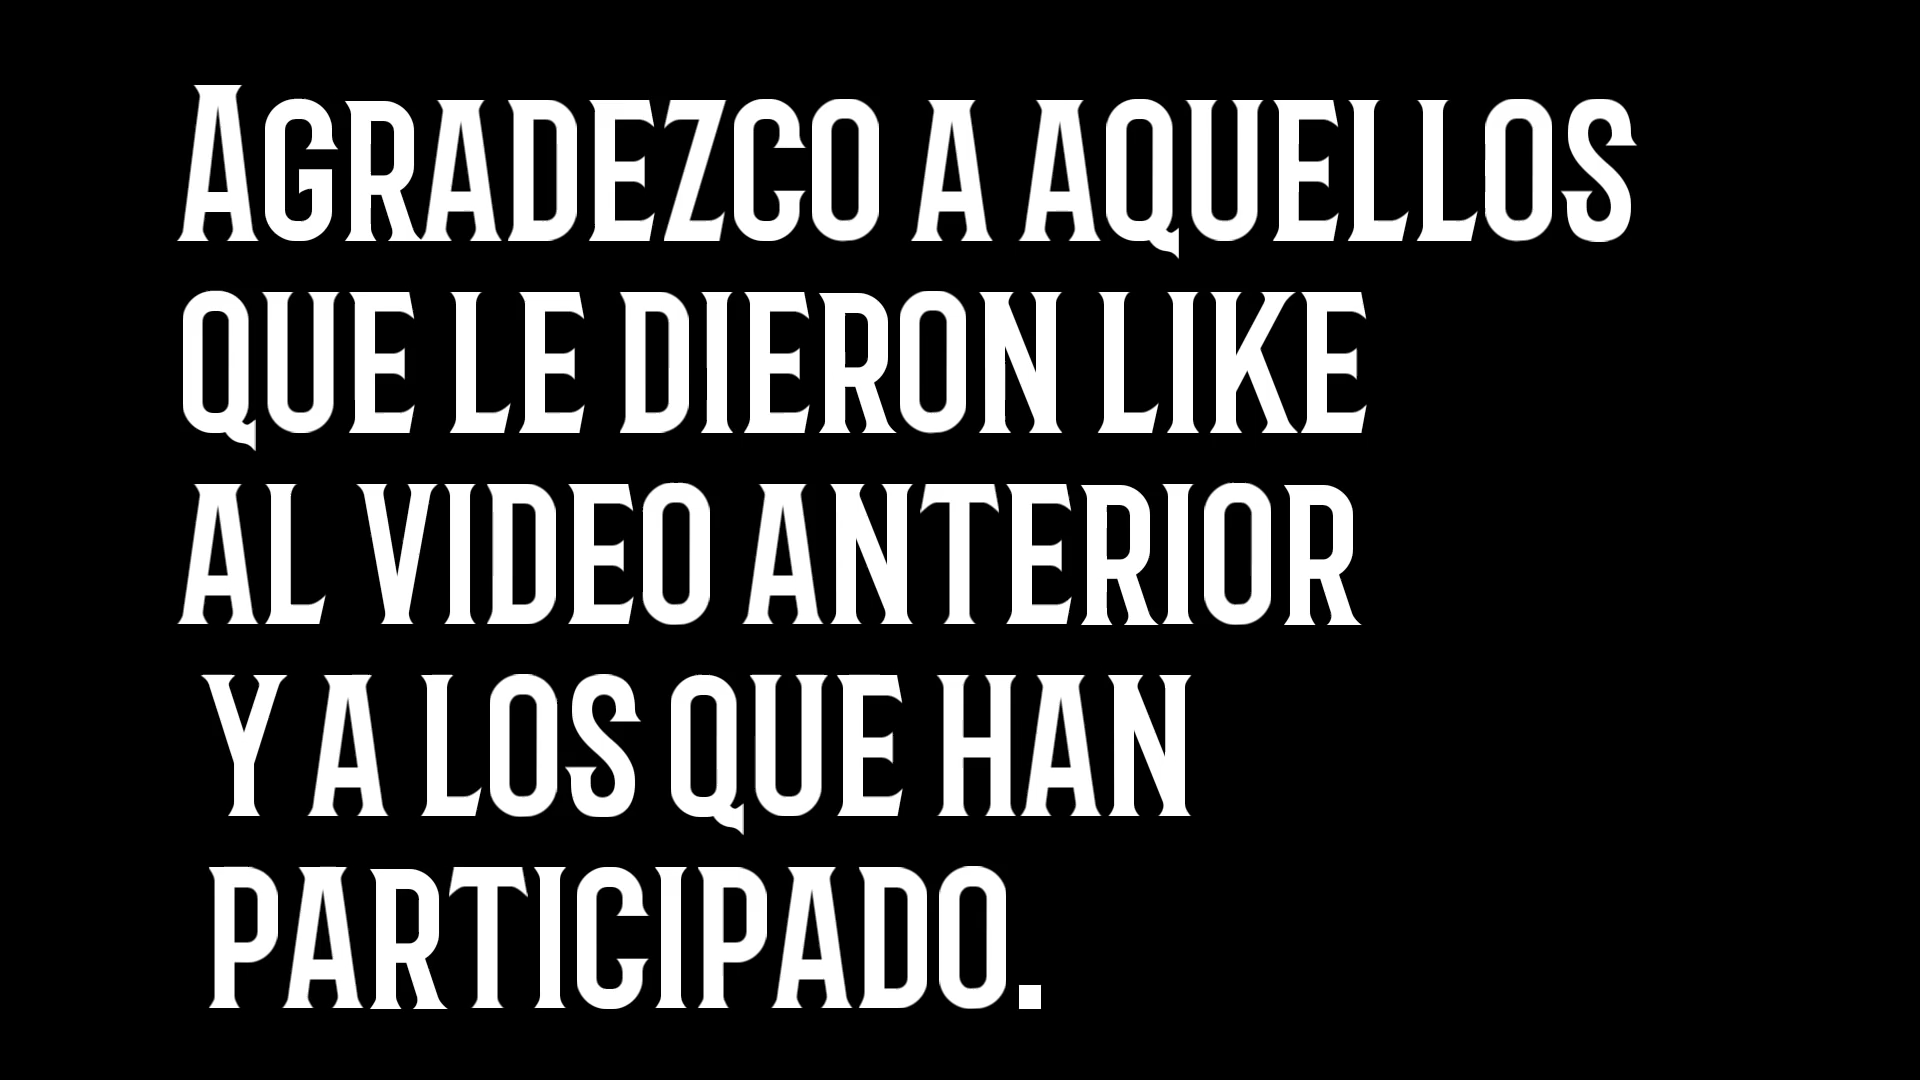 Agradezco a aquellos
que le dieron like
al video anterior
y a los que han
participado.